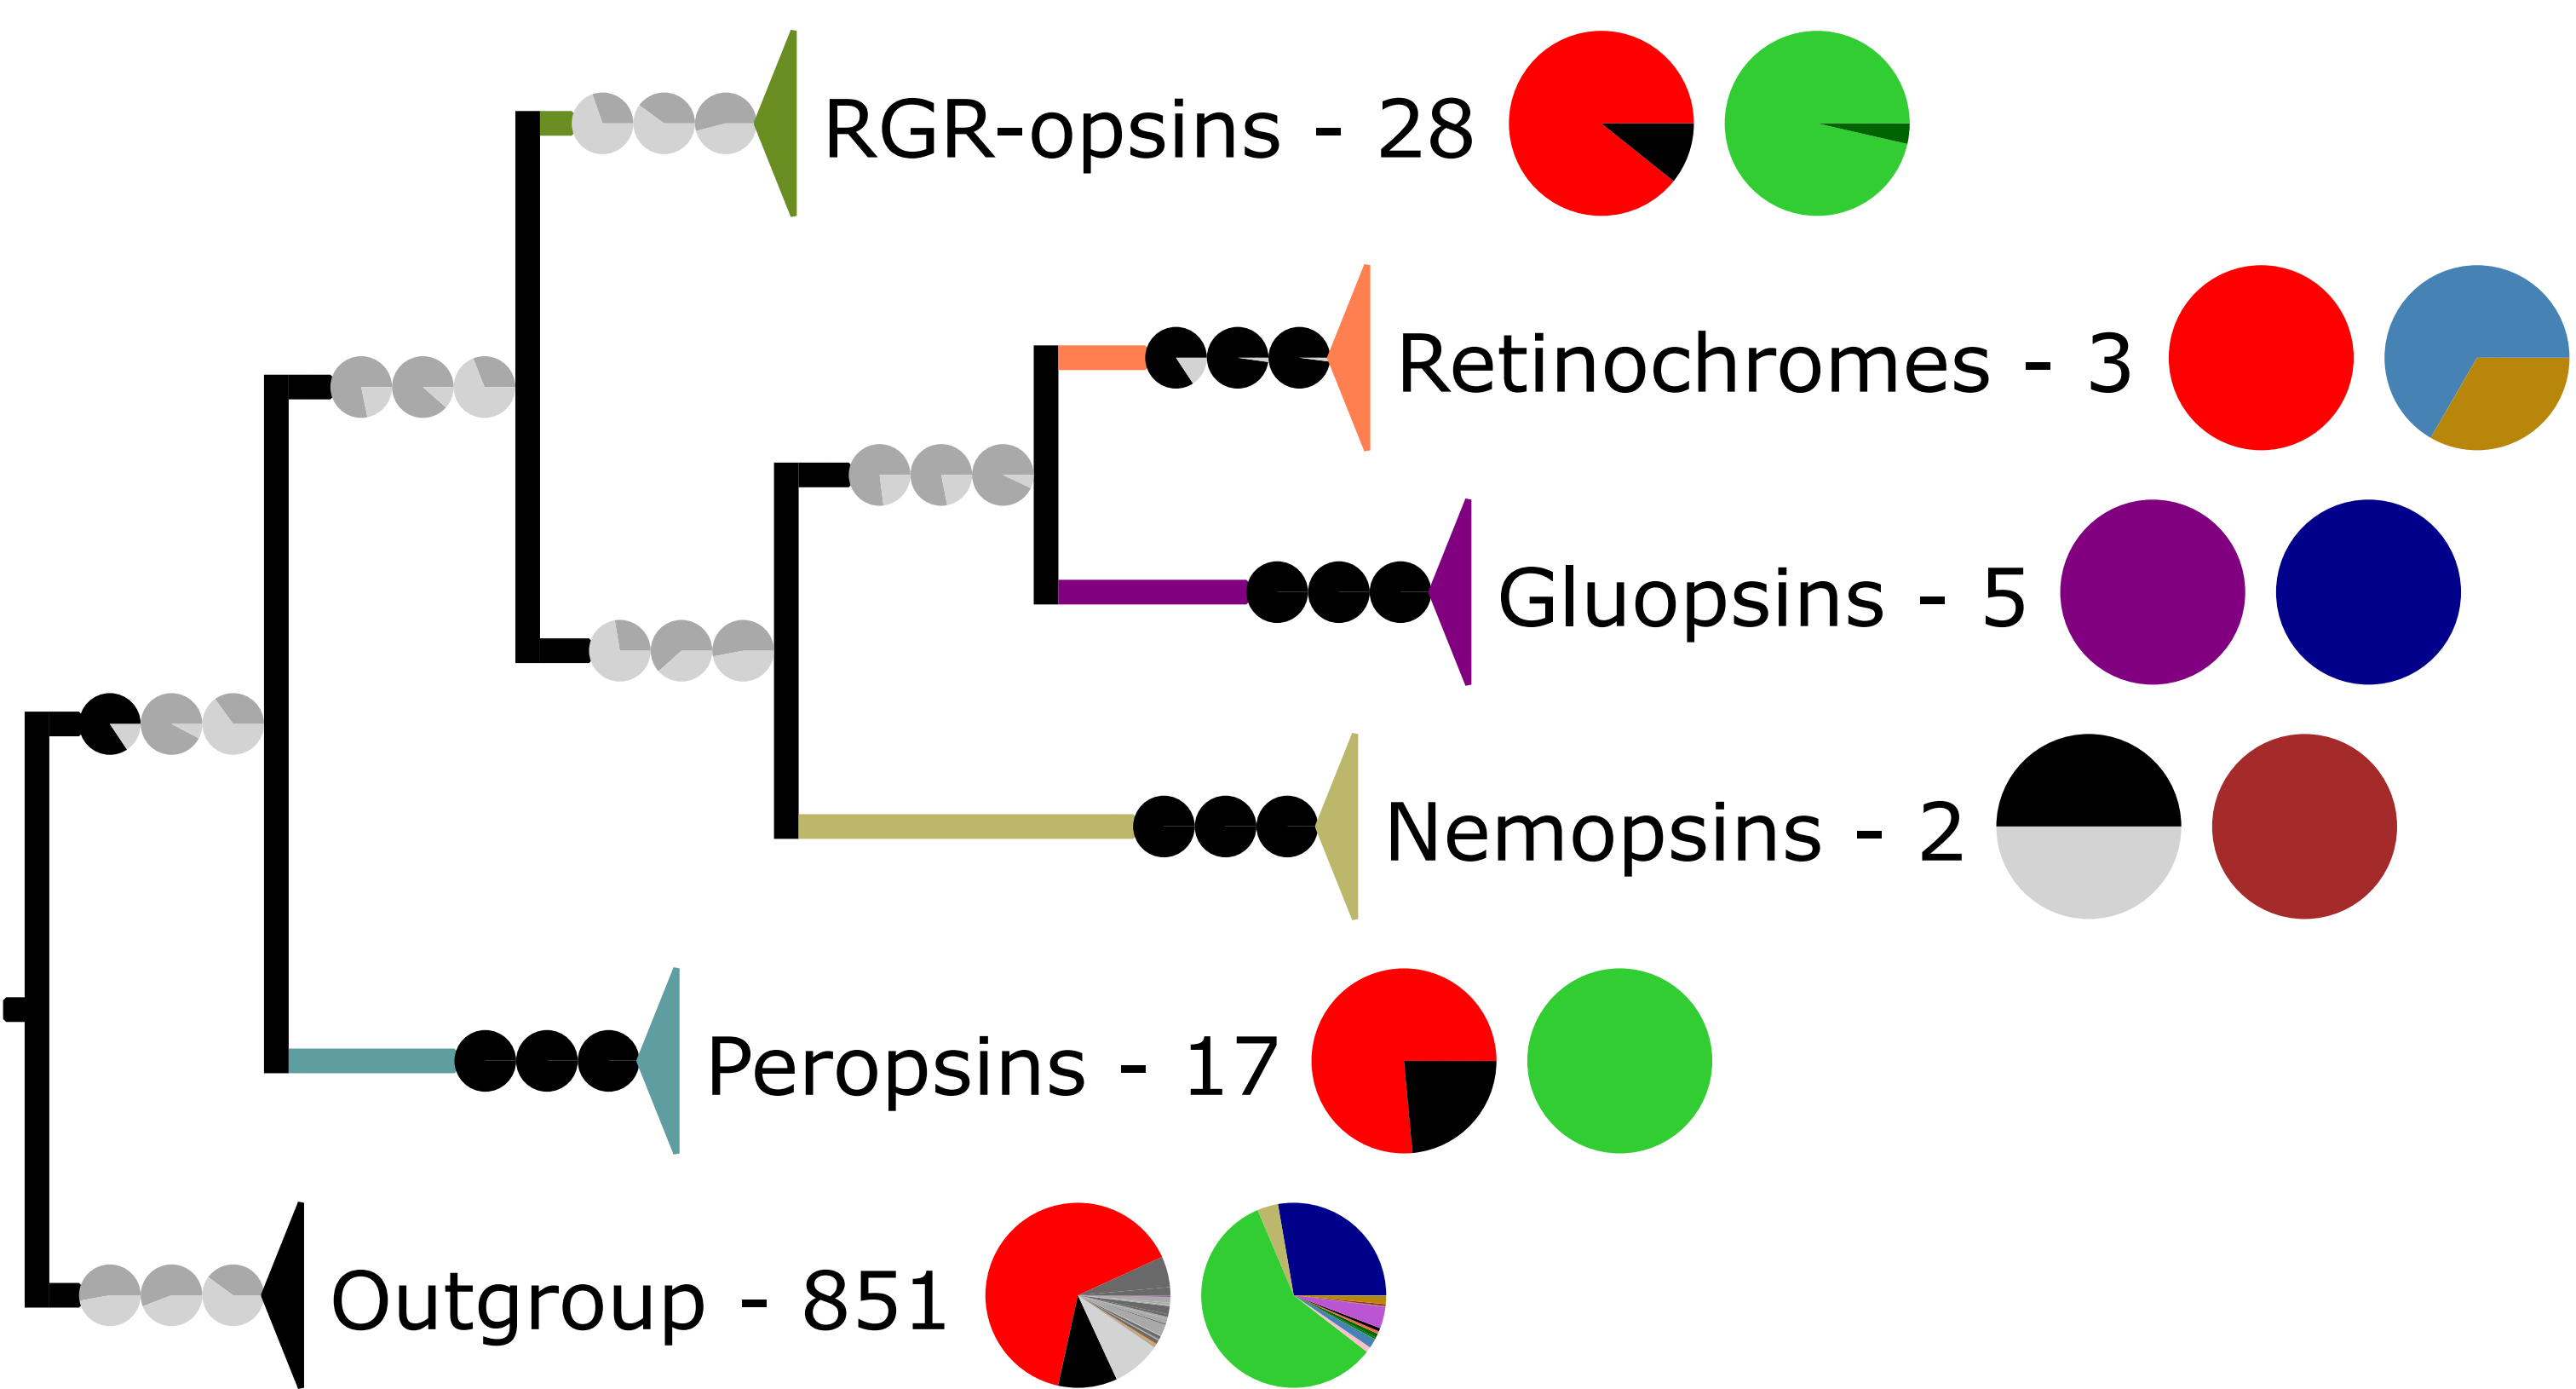 RGR-opsins - 28
Retinochromes - 3
Gluopsins - 5
Nemopsins - 2
Peropsins - 17
Outgroup - 851